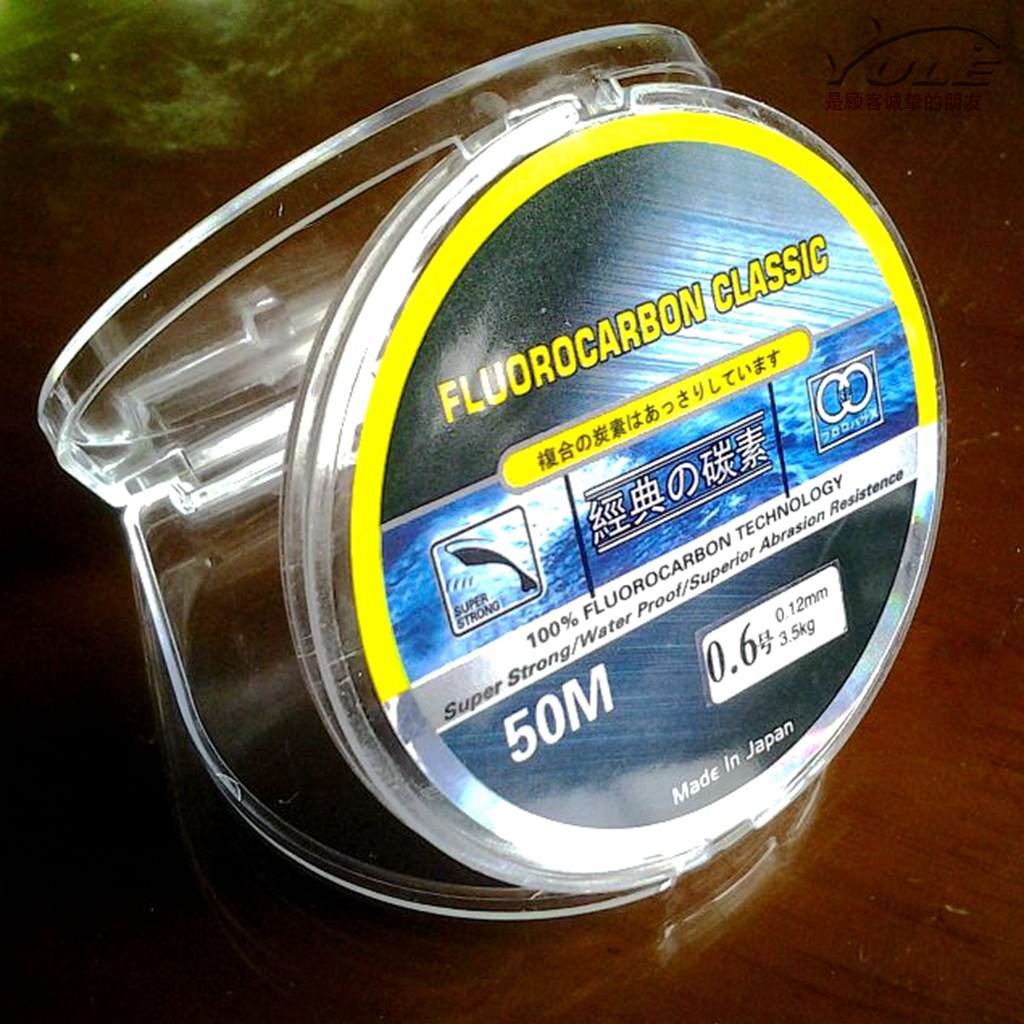 YOLE
是顾客诚挚的朋友
FLUOROCARBON CLASSIC
複合の炭素はあっさりしています
經典の碳素
SUPER
STRONG
100% FLUOROCARBON TECHNOLOGY
Super Strong/Water Proof/Superior Abrasion Resistence
50M
0.6号
0.12mm
3.5kg
Made In Japan